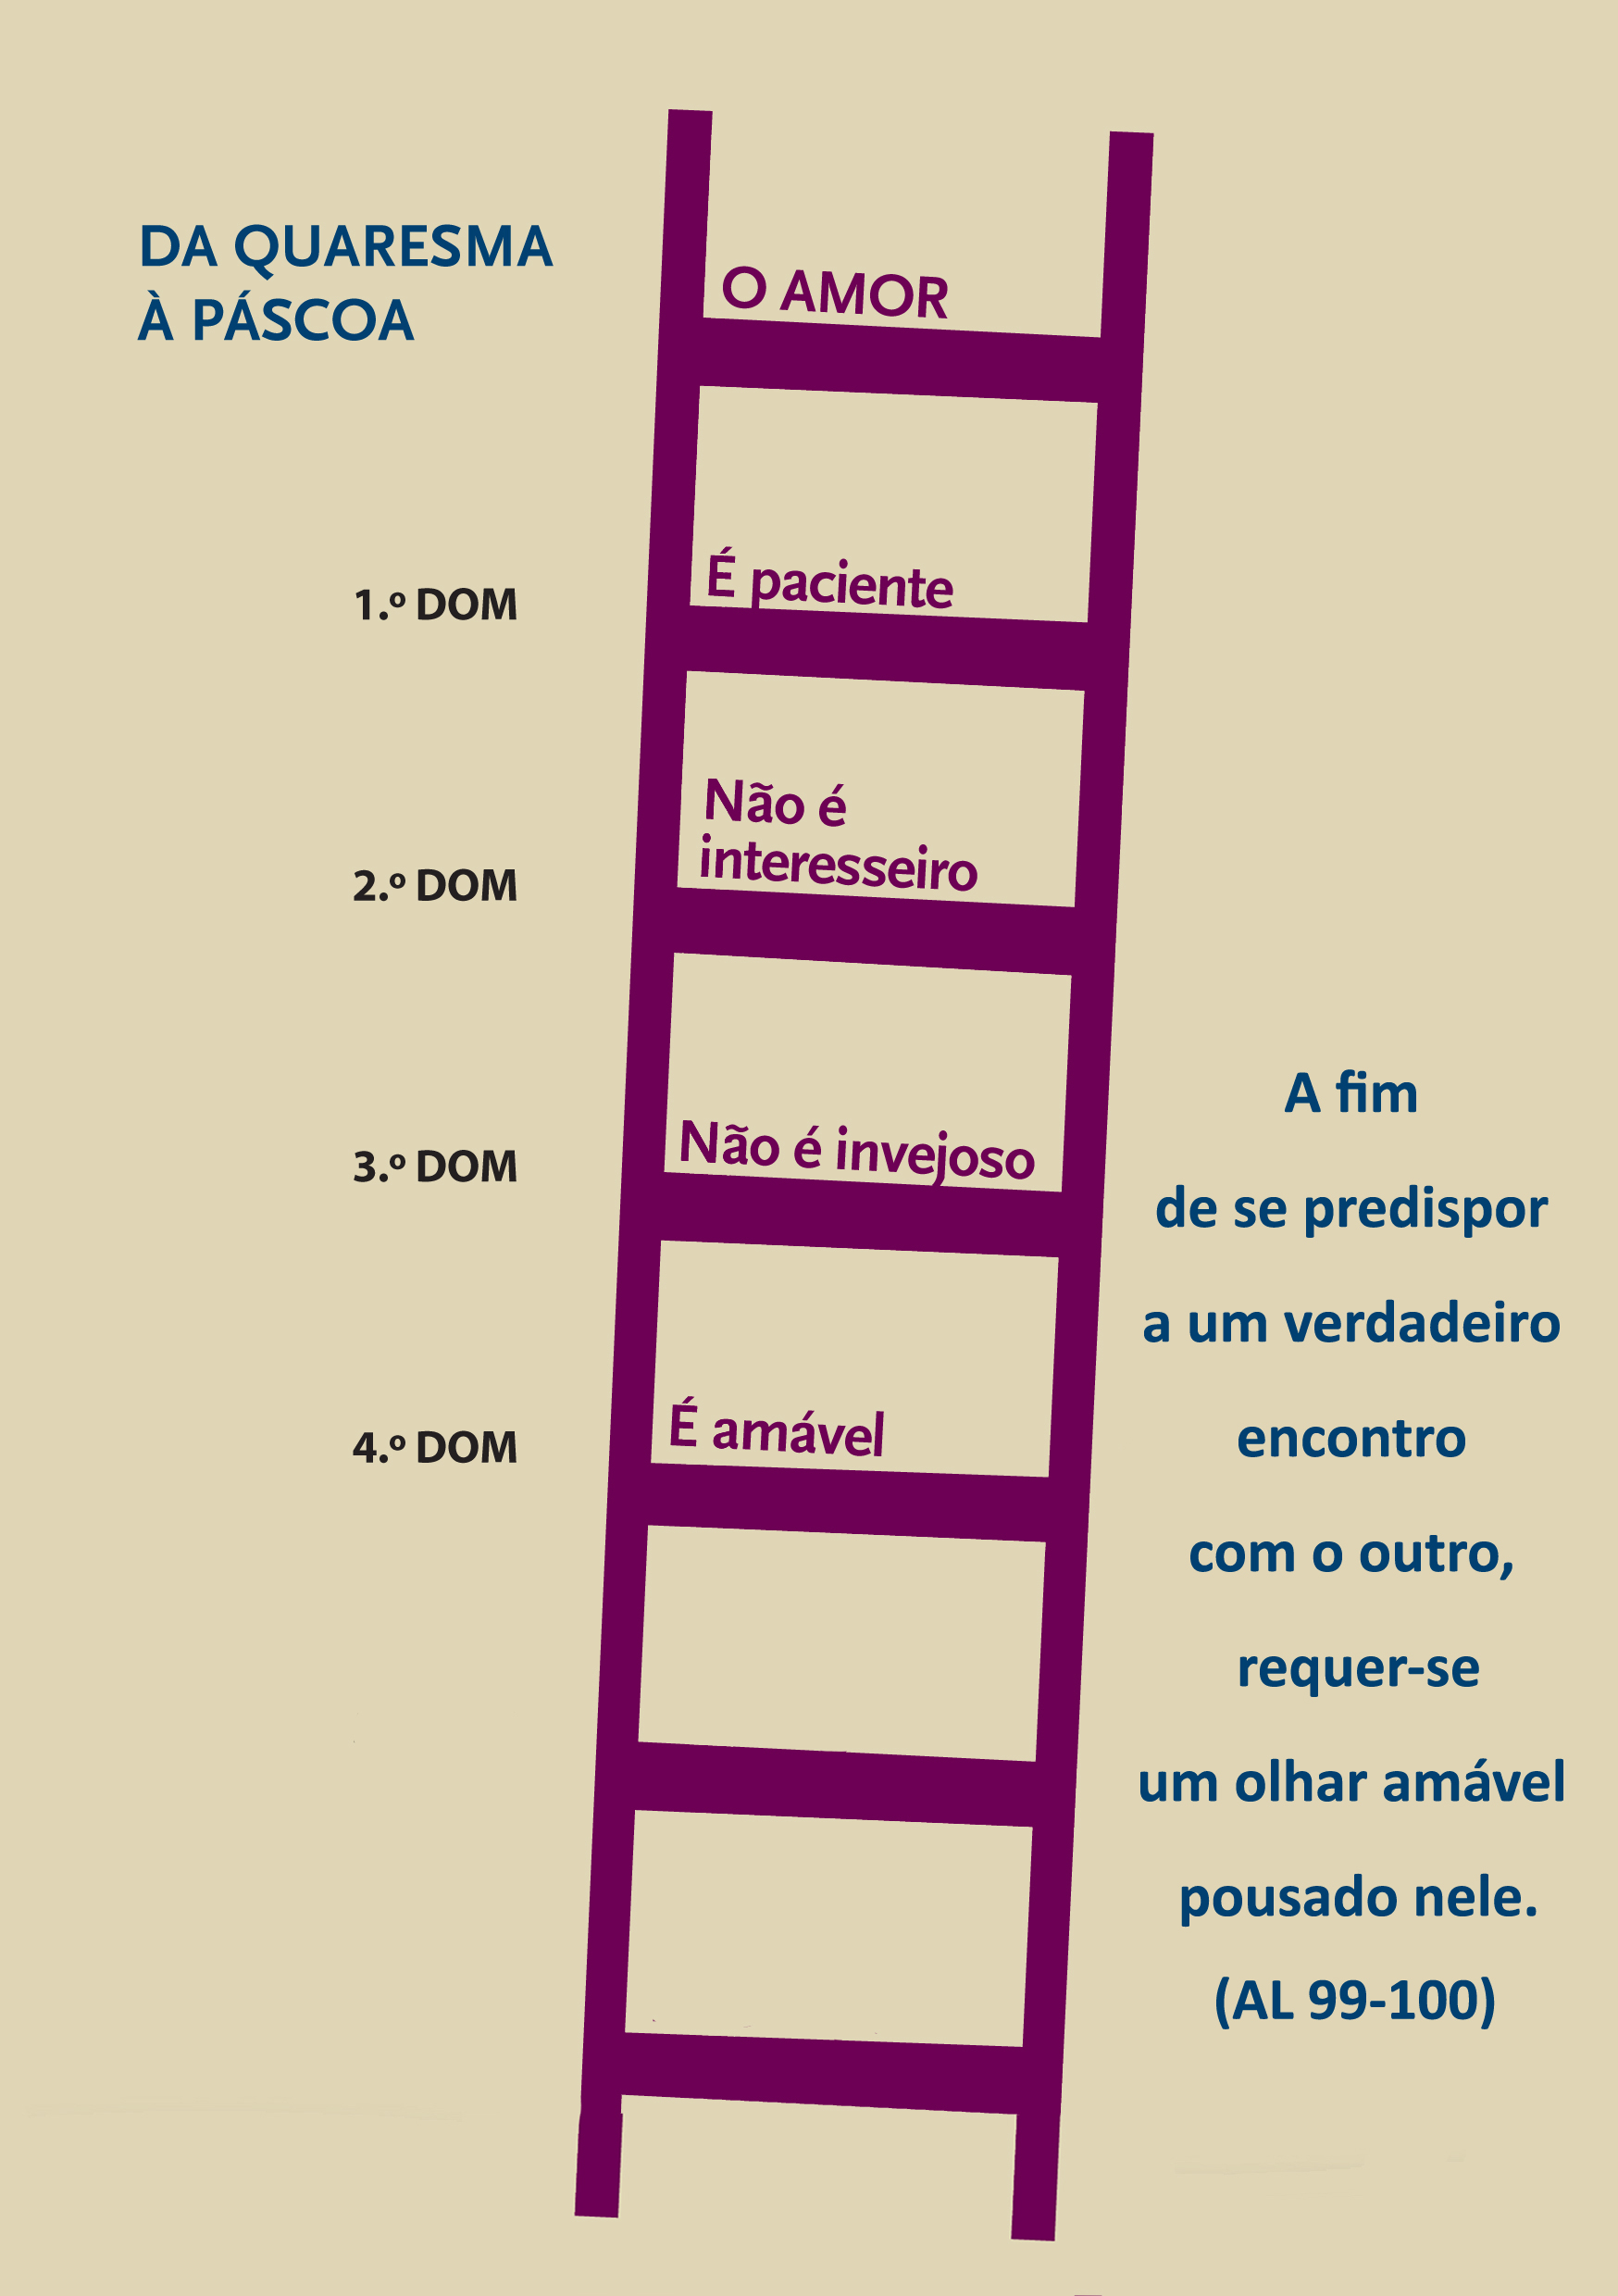 DA QUARESMA
À PÁSCOA
O AMOR
1.º DOM
É paciente
2.º DOM
Não é
interesseiro
3.º DOM
Não é invejoso
4.º DOM
É amável
A fim
de se predispor
a um verdadeiro
encontro
com o outro,
requer-se
um olhar amável
pousado nele.
(AL 99-100)